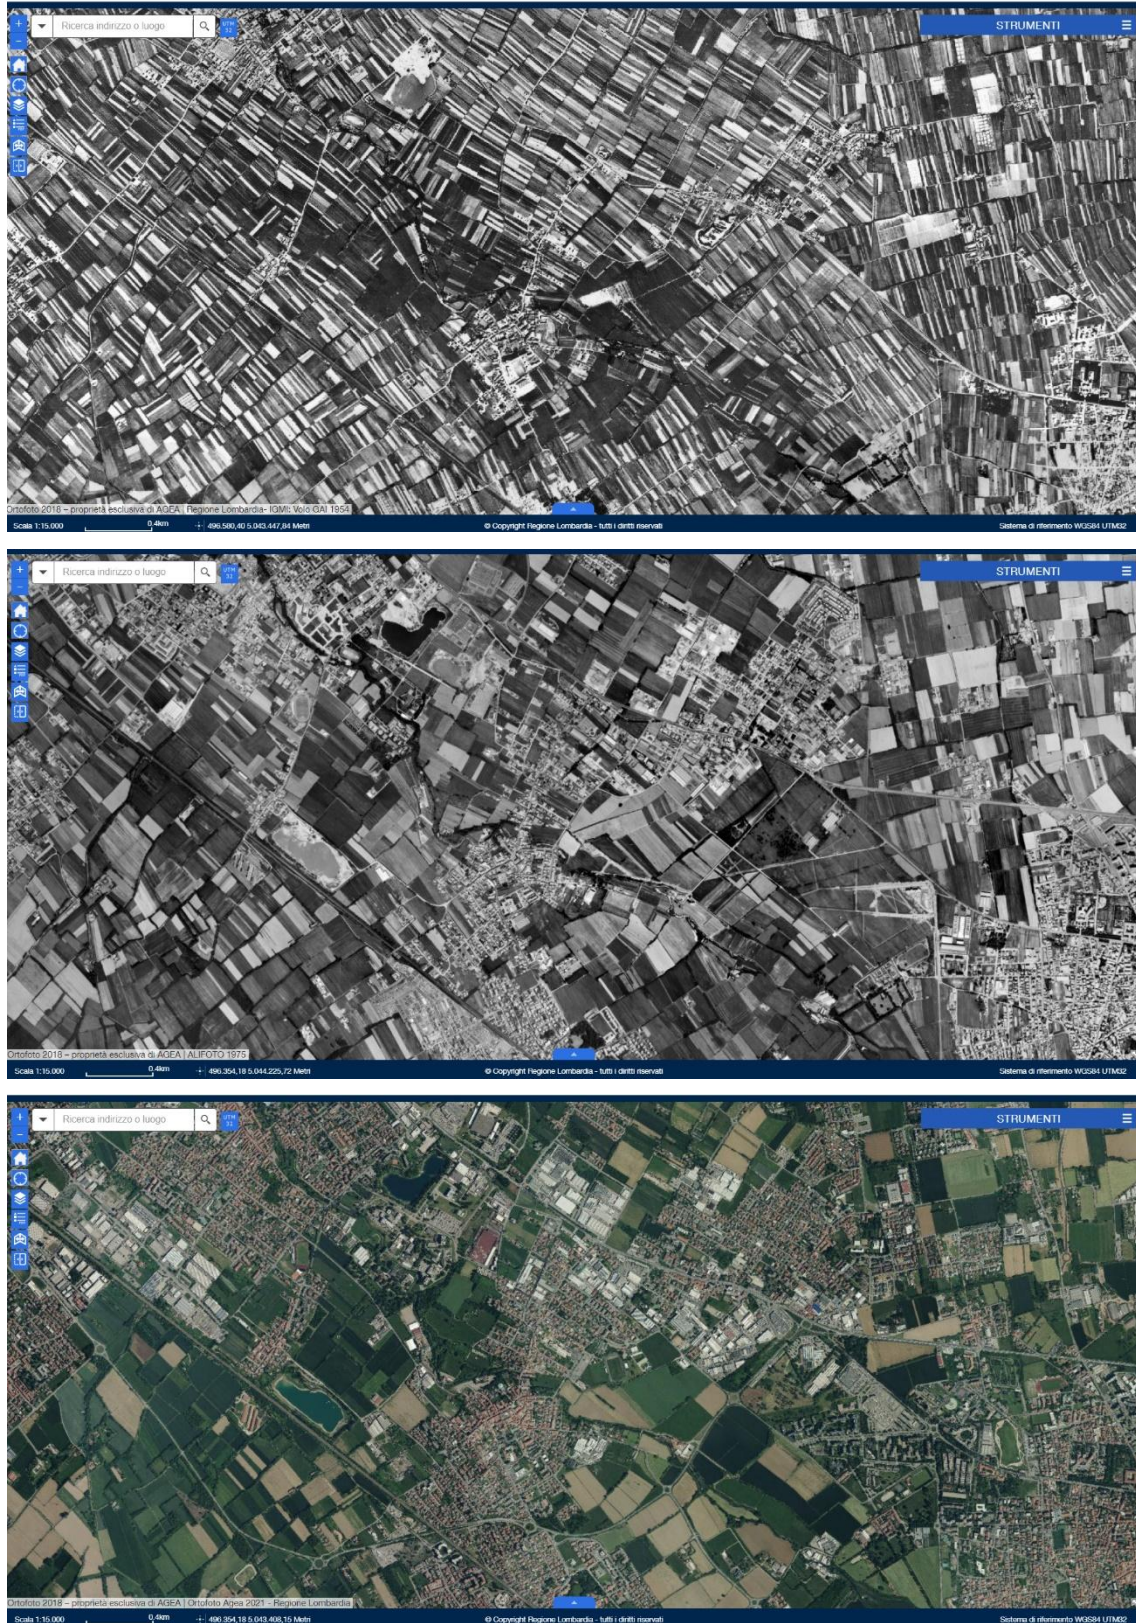 +
Ricerca indirizzo o luogo
UTM
32
STRUMENTI
−
Ortofoto 2018 – proprietà esclusiva di AGEA | Regione Lombardia- IGMI: Volo GAI 1954
Scala 1:15.000
0.4km
496.580,40 5.043.447,84 Metri
© Copyright Regione Lombardia - tutti i diritti riservati
Sistema di riferimento WGS84 UTM32
+
Ricerca indirizzo o luogo
UTM
32
STRUMENTI
−
Ortofoto 2018 – proprietà esclusiva di AGEA | ALIFOTO 1975
Scala 1:15.000
0.4km
496.354,18 5.044.225,72 Metri
© Copyright Regione Lombardia - tutti i diritti riservati
Sistema di riferimento WGS84 UTM32
+
Ricerca indirizzo o luogo
UTM
32
STRUMENTI
−
Ortofoto 2018 – proprietà esclusiva di AGEA | Ortofoto Agea 2021 - Regione Lombardia
Scala 1:15.000
0.4km
496.354,18 5.043.408,15 Metri
© Copyright Regione Lombardia - tutti i diritti riservati
Sistema di riferimento WGS84 UTM32